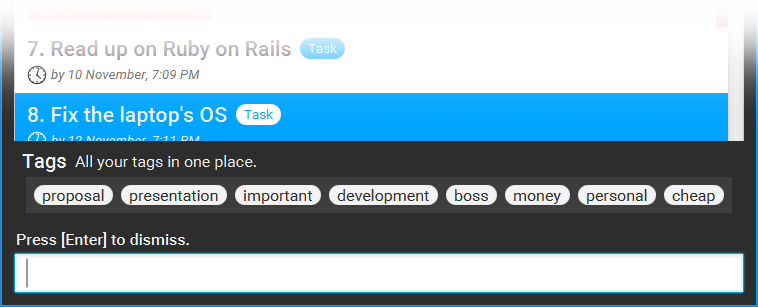 7. Read up on Ruby on Rails Task
by 10 November, 7:09 PM
8. Fix the laptop's OS Task
by 12 November, 7:11 PM
Tags All your tags in one place.
proposal presentation important development boss money personal cheap
Press [Enter] to dismiss.